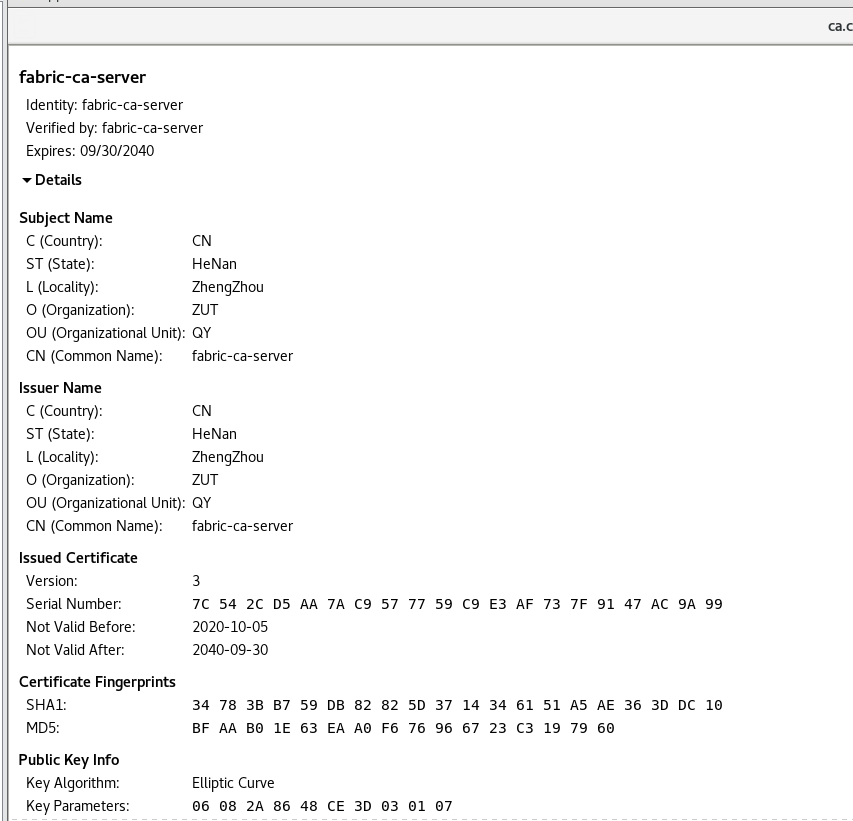 ca.c
fabric-ca-server
Identity: fabric-ca-server
Verified by: fabric-ca-server
Expires: 09/30/2040
Details
Subject Name
C (Country): CN
ST (State): HeNan
L (Locality): ZhengZhou
O (Organization): ZUT
OU (Organizational Unit): QY
CN (Common Name): fabric-ca-server
Issuer Name
C (Country): CN
ST (State): HeNan
L (Locality): ZhengZhou
O (Organization): ZUT
OU (Organizational Unit): QY
CN (Common Name): fabric-ca-server
Issued Certificate
Version: 3
Serial Number: 7C 54 2C D5 AA 7A C9 57 77 59 C9 E3 AF 73 7F 91 47 AC 9A 99
Not Valid Before: 2020-10-05
Not Valid After: 2040-09-30
Certificate Fingerprints
SHA1: 34 78 3B B7 59 DB 82 82 5D 37 14 34 61 51 A5 AE 36 3D DC 10
MD5: BF AA B0 1E 63 EA A0 F6 76 96 67 23 C3 19 79 60
Public Key Info
Key Algorithm: Elliptic Curve
Key Parameters: 06 08 2A 86 48 CE 3D 03 01 07